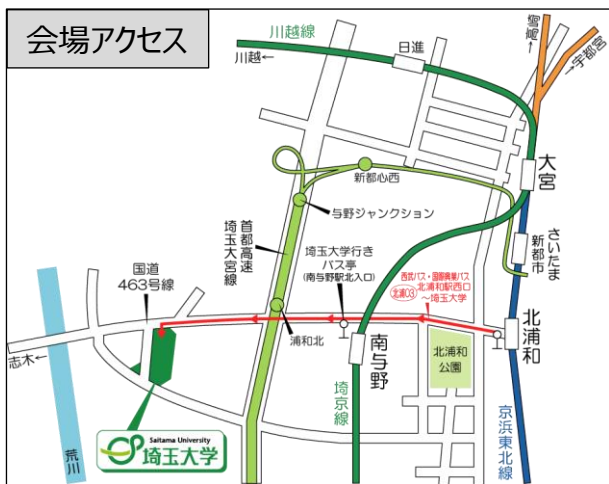 会場アクセス
川越線
川越←
日進
→宇都宮
大宮
新都心西
与野ジャンクション
さいたま
新都市
首都高速
埼玉大宮線
埼玉大学行き
バス亭
(南与野駅北入口)
西武バス・国際興業バス
北浦03
北浦和駅西口
～埼玉大学
国道
463号線
浦和北
北浦和
南与野
北浦和
公園
志木←
埼京線
京浜東北線
荒川
Saitama University
埼玉大学